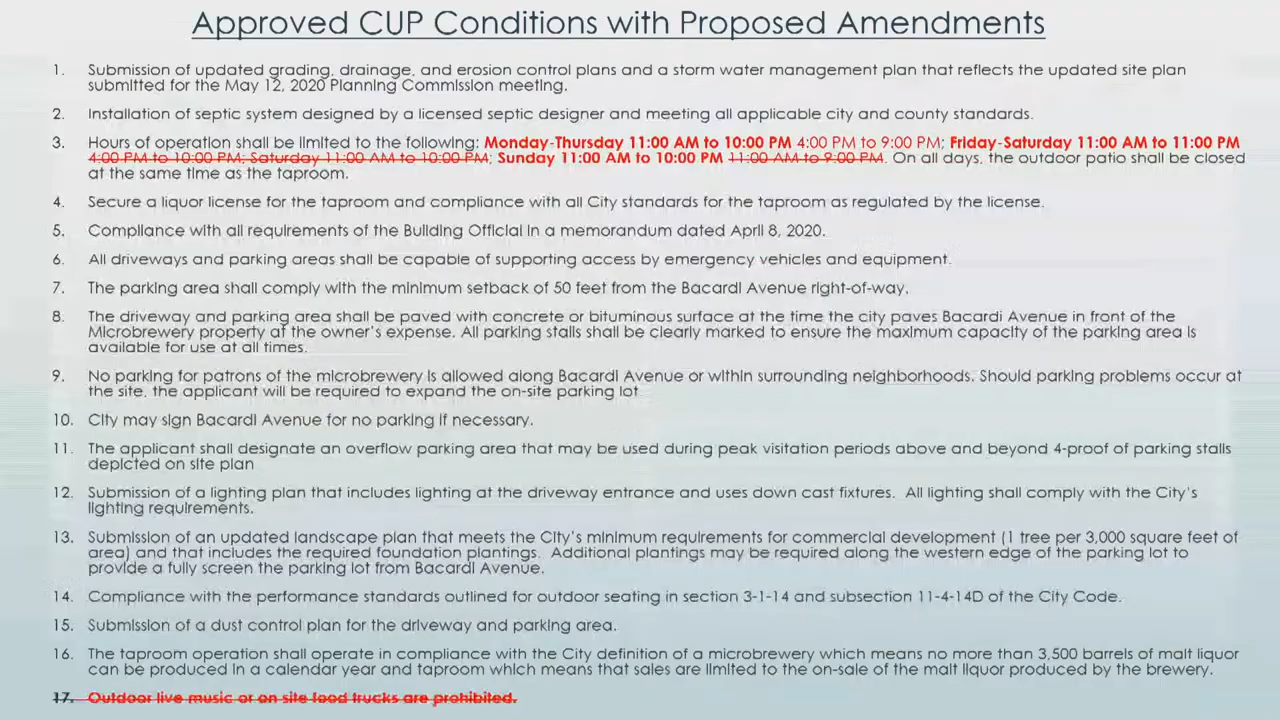 Approved CUP Conditions with Proposed Amendments
1. Submission of updated grading, drainage, and erosion control plans and a storm water management plan that reflects the updated site plan
submitted for the May 12, 2020 Planning Commission meeting.
2. Installation of septic system designed by a licensed septic designer and meeting all applicable city and county standards.
3. Hours of operation shall be limited to the following: Monday-Thursday 11:00 AM to 10:00 PM 4:00 PM to 9:00 PM; Friday-Saturday 11:00 AM to 11:00 PM
4:00 PM to 10:00 PM; Saturday 11:00 AM to 10:00 PM; Sunday 11:00 AM to 10:00 PM 11:00 AM to 9:00 PM. On all days, the outdoor patio shall be closed
at the same time as the taproom.
4. Secure a liquor license for the taproom and compliance with all City standards for the taproom as regulated by the license.
5. Compliance with all requirements of the Building Official in a memorandum dated April 8, 2020.
6. All driveways and parking areas shall be capable of supporting access by emergency vehicles and equipment.
7. The parking area shall comply with the minimum setback of 50 feet from the Bacardi Avenue right-of-way.
8. The driveway and parking area shall be paved with concrete or bituminous surface at the time the city paves Bacardi Avenue in front of the
Microbrewery property at the owner's expense. All parking stalls shall be clearly marked to ensure the maximum capacity of the parking area is
available for use at all times.
9. No parking for patrons of the microbrewery is allowed along Bacardi Avenue or within surrounding neighborhoods. Should parking problems occur at
the site, the applicant will be required to expand the on-site parking lot
10. City may sign Bacardi Avenue for no parking if necessary.
11. The applicant shall designate an overflow parking area that may be used during peak visitation periods above and beyond 4-proof of parking stalls
depicted on site plan
12. Submission of a lighting plan that includes lighting at the driveway entrance and uses down cast fixtures. All lighting shall comply with the City's
lighting requirements.
13. Submission of an updated landscape plan that meets the City's minimum requirements for commercial development (1 tree per 3,000 square feet of
area) and that includes the required foundation plantings. Additional plantings may be required along the western edge of the parking lot to
provide a fully screen the parking lot from Bacardi Avenue.
14. Compliance with the performance standards outlined for outdoor seating in section 3-1-14 and subsection 11-4-14D of the City Code.
15. Submission of a dust control plan for the driveway and parking area.
16. The taproom operation shall operate in compliance with the City definition of a microbrewery which means no more than 3,500 barrels of malt liquor
can be produced in a calendar year and taproom which means that sales are limited to the on-sale of the malt liquor produced by the brewery.
17. Outdoor live music or on site food trucks are prohibited.